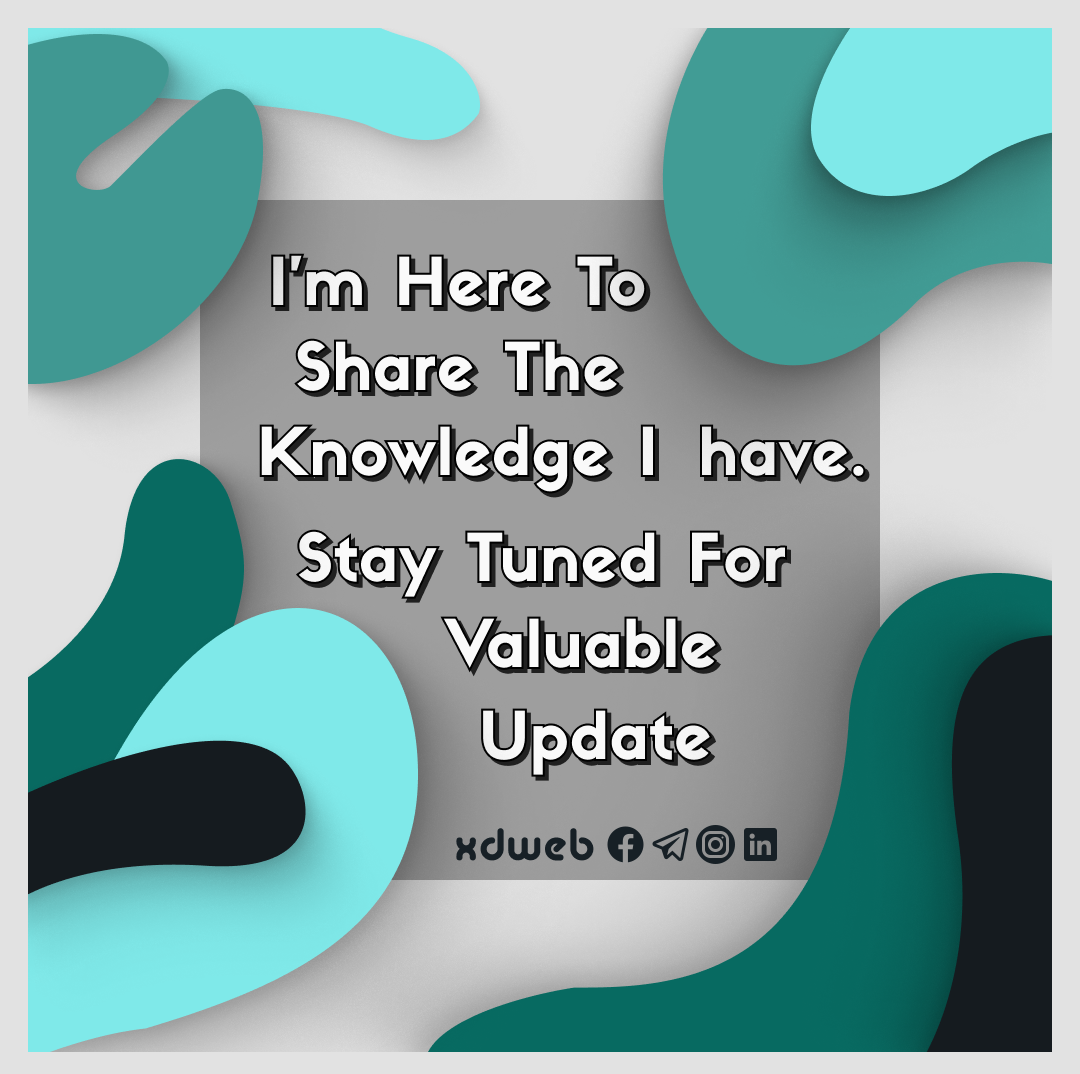 I'm Here To
Share The
Knowledge I have.
Stay Tuned For
Valuable
Update
xdweb